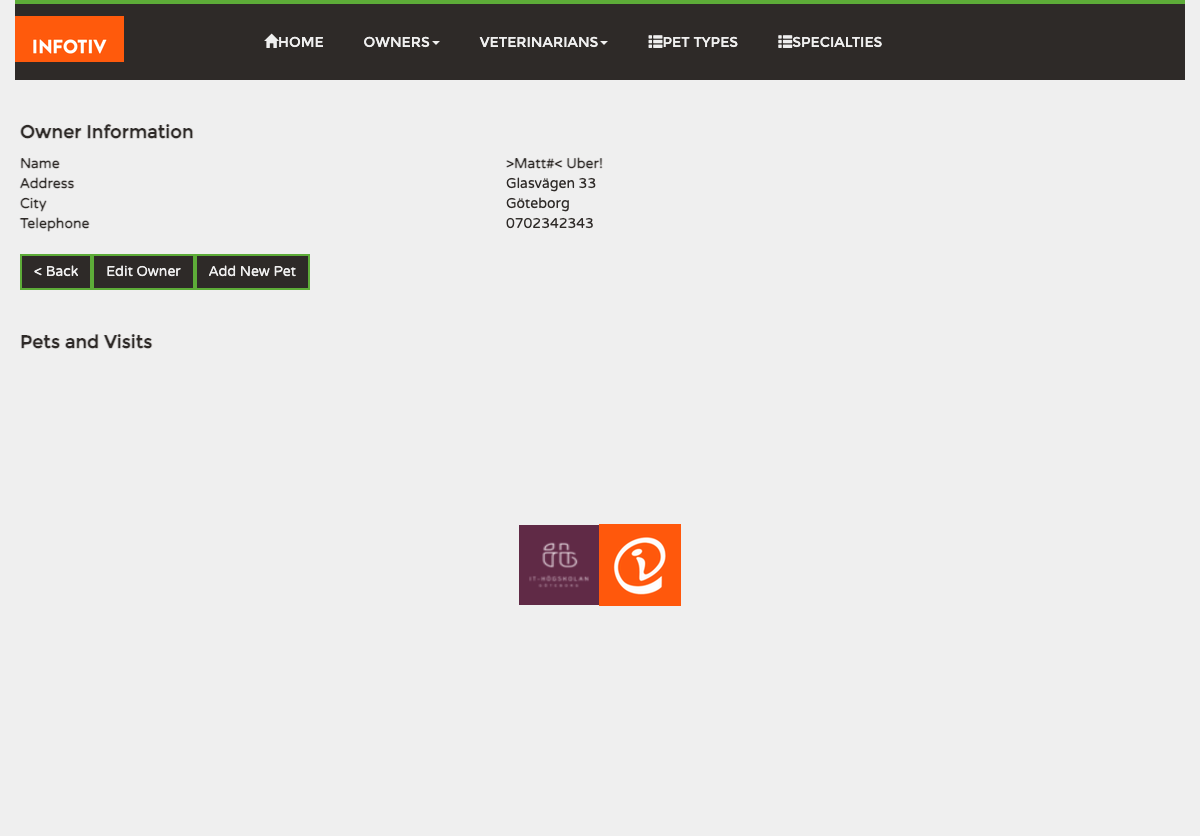 INFOTIV HOME OWNERS VETERINARIANS PET TYPES SPECIALTIES
Owner Information
Name >Matt#< Uber!
Address Glasvägen 33
City Göteborg
Telephone 0702342343
< Back Edit Owner Add New Pet
Pets and Visits
IT-HÖGSKOLAN
GÖTEBORG